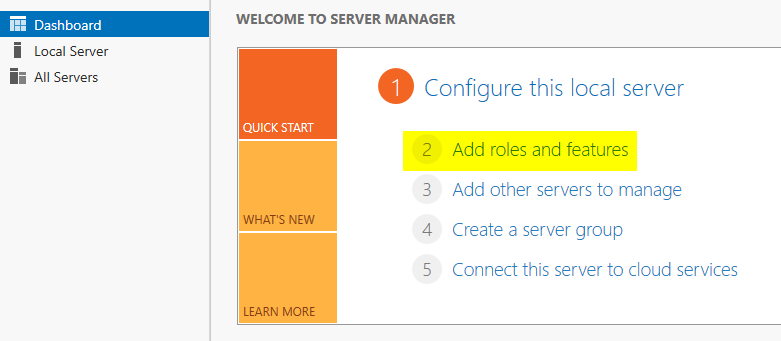 Dashboard
Local Server
All Servers
WELCOME TO SERVER MANAGER
QUICK START
WHAT'S NEW
LEARN MORE
1 Configure this local server
2 Add roles and features
3 Add other servers to manage
4 Create a server group
5 Connect this server to cloud services